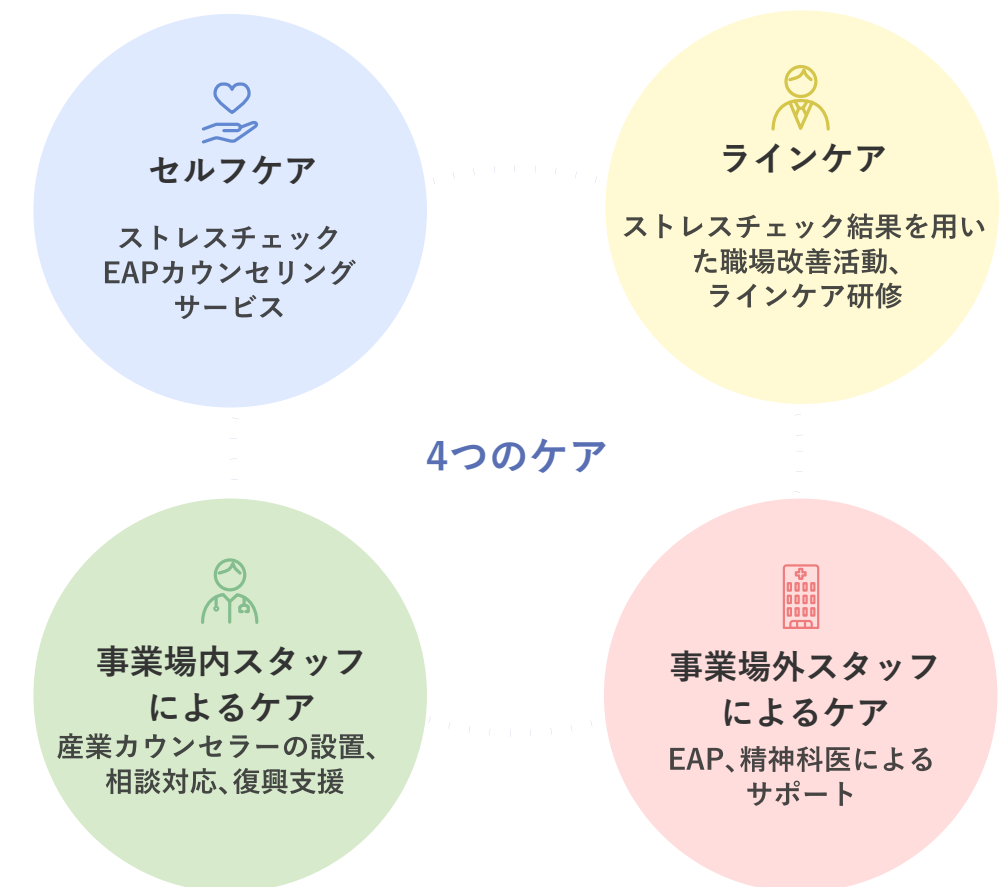 セルフケア
ストレスチェック
EAPカウンセリング
サービス
ラインケア
ストレスチェック結果を用い
た職場改善活動、
ラインケア研修
4つのケア
事業場内スタッフ
によるケア
産業カウンセラーの設置、
相談対応、復興支援
事業場外スタッフ
によるケア
EAP、精神科医による
サポート